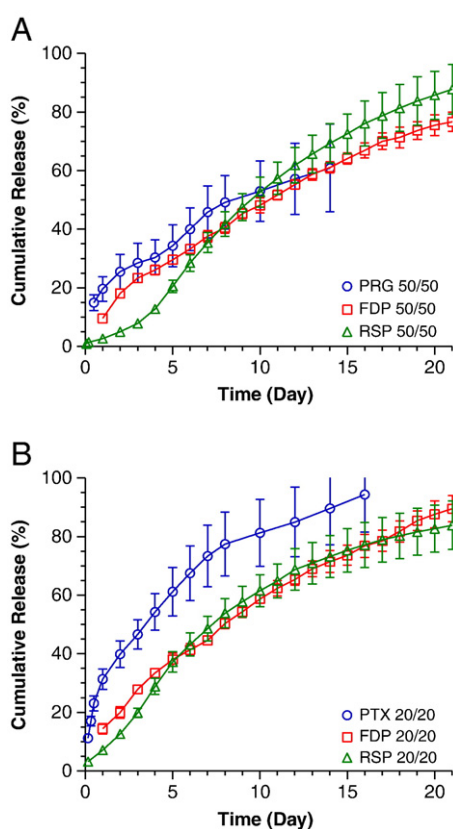 A
100
80
60
40
20
0
Cumulative Release (%)
PRG 50/50
FDP 50/50
RSP 50/50
0 5 10 15 20
Time (Day)
B
100
80
60
40
20
0
Cumulative Release (%)
PTX 20/20
FDP 20/20
RSP 20/20
0 5 10 15 20
Time (Day)